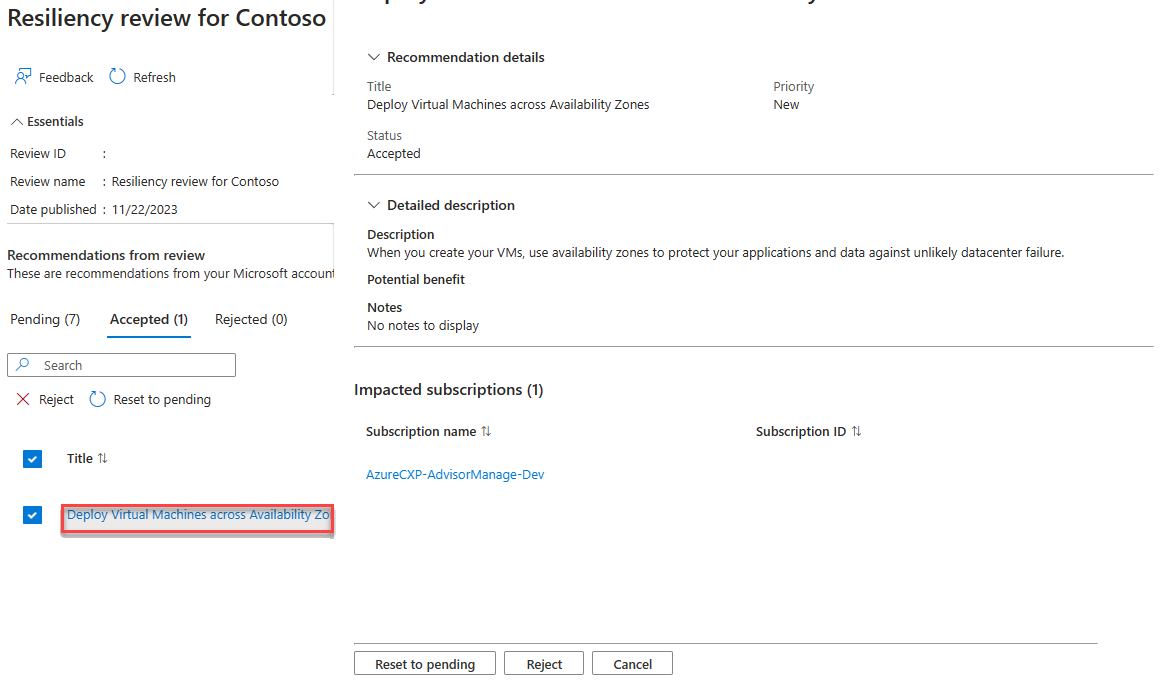 Resiliency review for Contoso
Feedback
Refresh
Essentials
Review ID :
Review name : Resiliency review for Contoso
Date published : 11/22/2023
Recommendations from review
These are recommendations from your Microsoft account
Pending (7)
Accepted (1)
Rejected (0)
Search
Reject
Reset to pending
Title
Deploy Virtual Machines across Availability Zo
Recommendation details
Title
Deploy Virtual Machines across Availability Zones
Priority
New
Status
Accepted
Detailed description
Description
When you create your VMs, use availability zones to protect your applications and data against unlikely datacenter failure.
Potential benefit
Notes
No notes to display
Impacted subscriptions (1)
Subscription name
Subscription ID
AzureCXP-AdvisorManage-Dev
Reset to pending
Reject
Cancel